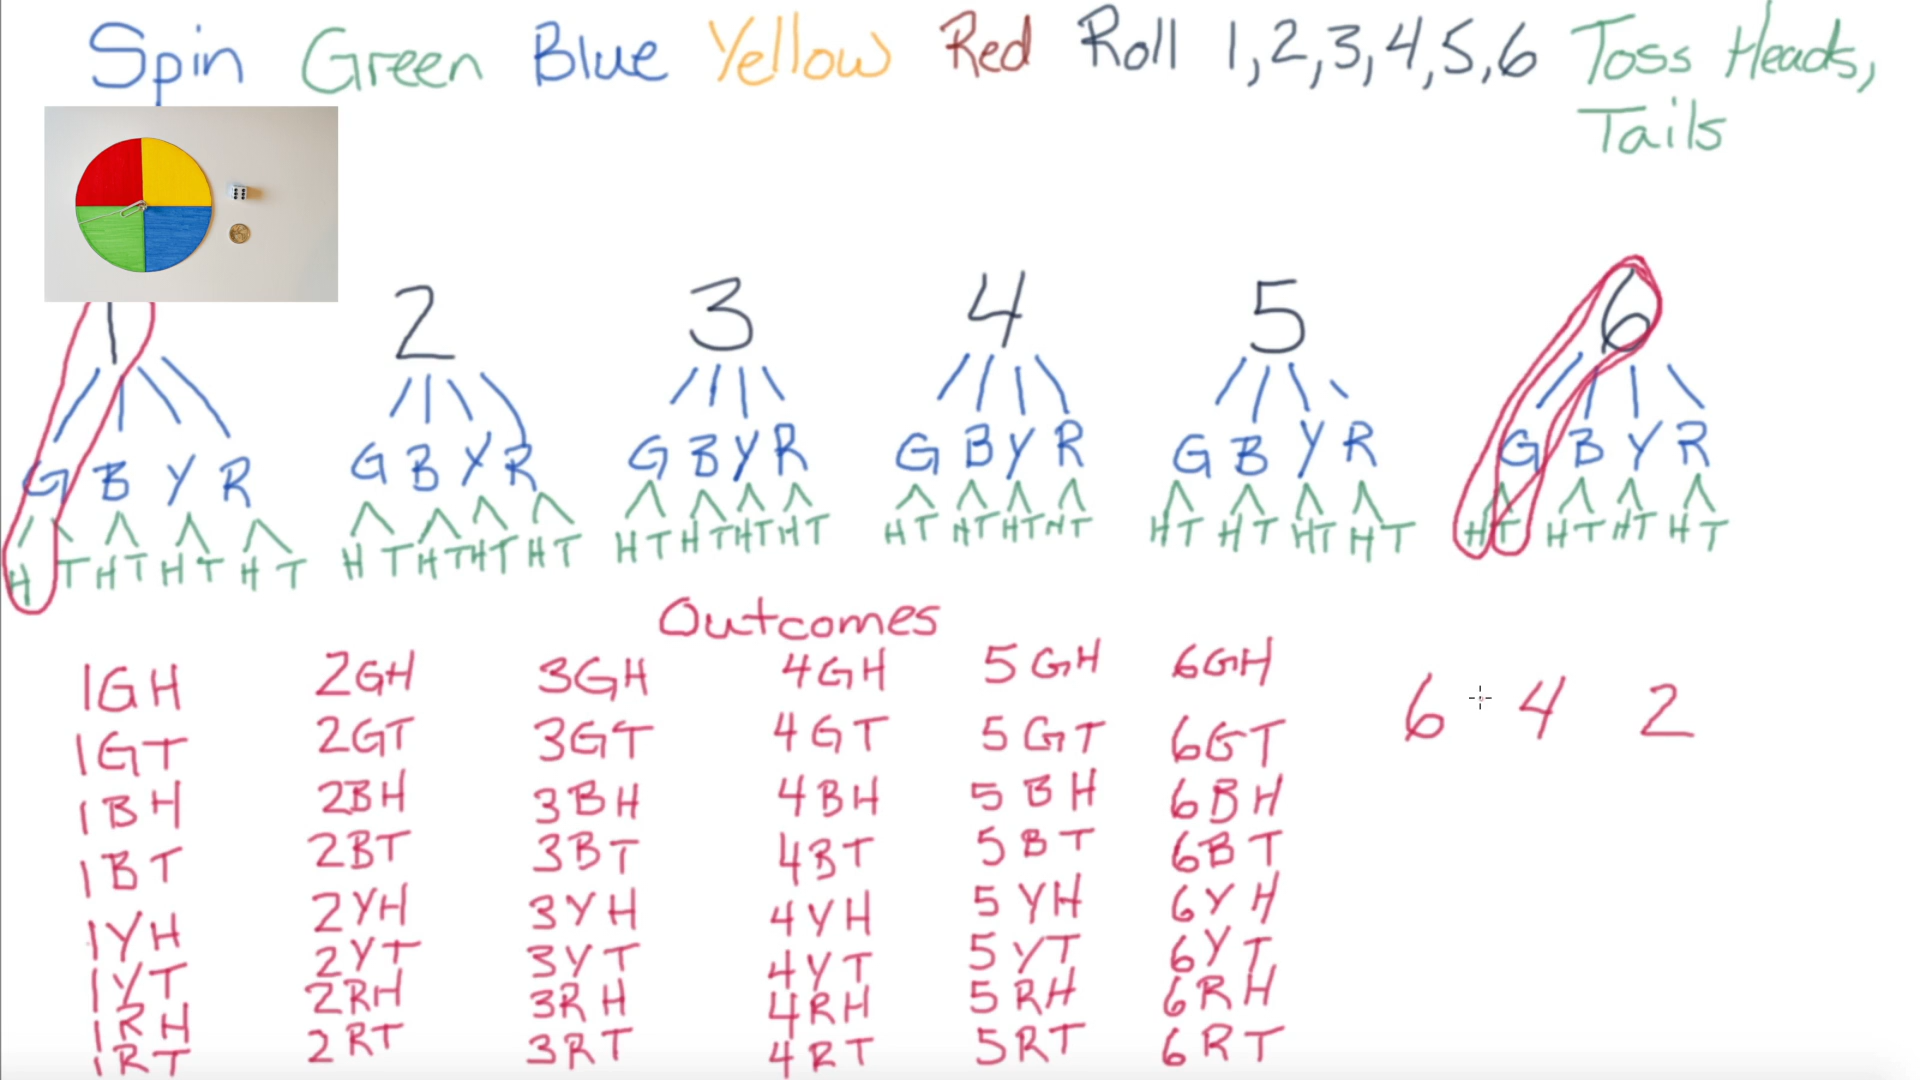 Spin Green Blue Yellow Red Roll 1,2,3,4,5,6 Toss Heads,
Tails
1 2 3 4 5 6
G B Y R G B Y R G B Y R G B Y R G B Y R G B Y R
H T H T H T H T H T H T H T H T H T H T H T H T H T H T H T H T H T H T H T H T H T H T H T H T
Outcomes
1GH 2GH 3GH 4GH 5GH 6GH
1GT 2GT 3GT 4GT 5GT 6GT
1BH 2BH 3BH 4BH 5BH 6BH
1BT 2BT 3BT 4BT 5BT 6BT
1YH 2YH 3YH 4YH 5YH 6YH
1YT 2YT 3YT 4YT 5YT 6YT
1RH 2RH 3RH 4RH 5RH 6RH
1RT 2RT 3RT 4RT 5RT 6RT
6 4 2